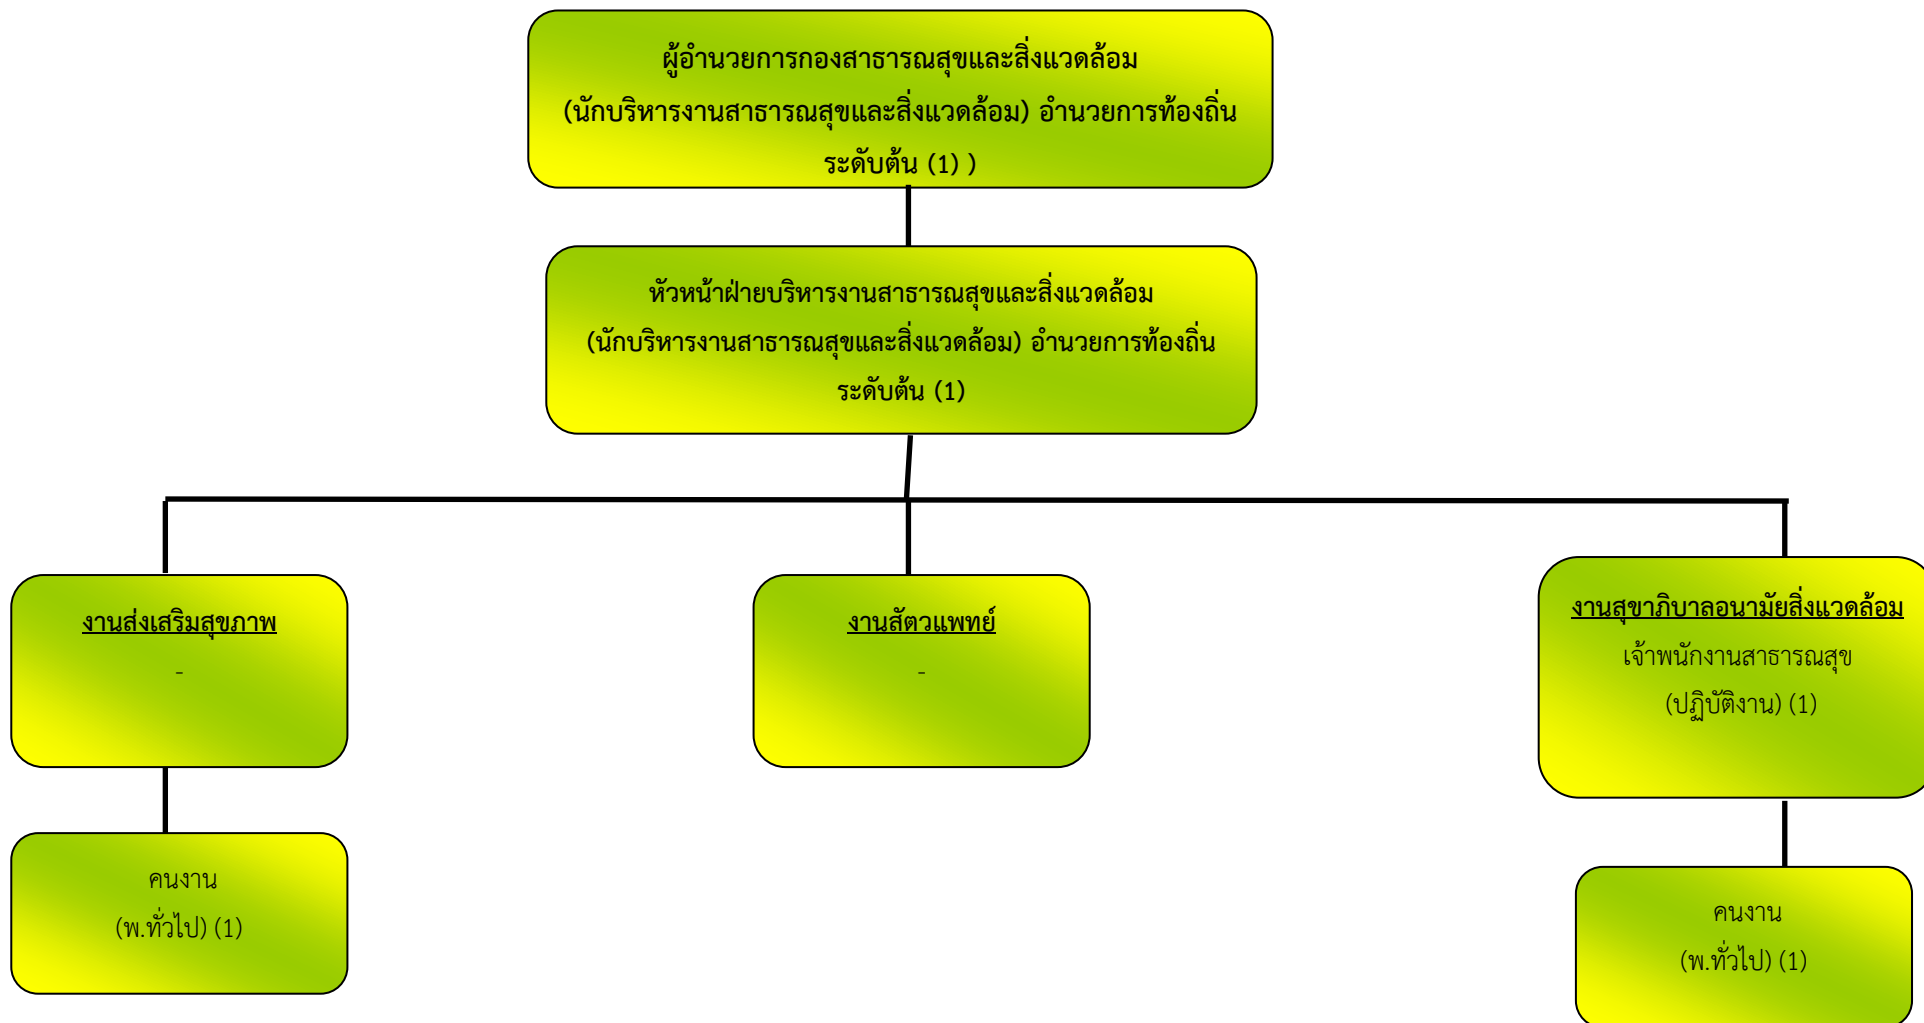 ผู้อำนวยการกองสาธารณสุขและสิ่งแวดล้อม
(นักบริหารงานสาธารณสุขและสิ่งแวดล้อม) อำนวยการท้องถิ่น
ระดับต้น (1) )
หัวหน้าฝ่ายบริหารงานสาธารณสุขและสิ่งแวดล้อม
(นักบริหารงานสาธารณสุขและสิ่งแวดล้อม) อำนวยการท้องถิ่น
ระดับต้น (1)
งานส่งเสริมสุขภาพ
-
งานสัตวแพทย์
-
งานสุขาภิบาลอนามัยสิ่งแวดล้อม
เจ้าพนักงานสาธารณสุข
(ปฏิบัติงาน) (1)
คนงาน
(พ.ทั่วไป) (1)
คนงาน
(พ.ทั่วไป) (1)